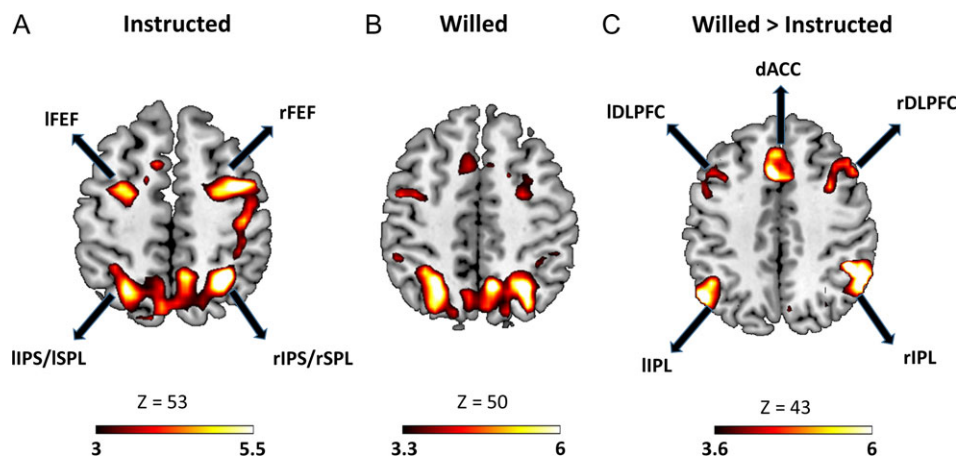 A
Instructed
B
Willed
C
Willed > Instructed
dACC
lFEF
rFEF
lDLPFC
rDLPFC
lIPS/lSPL
rIPS/rSPL
lIPL
rIPL
Z = 53
Z = 50
Z = 43
3
5.5
3.3
6
3.6
6